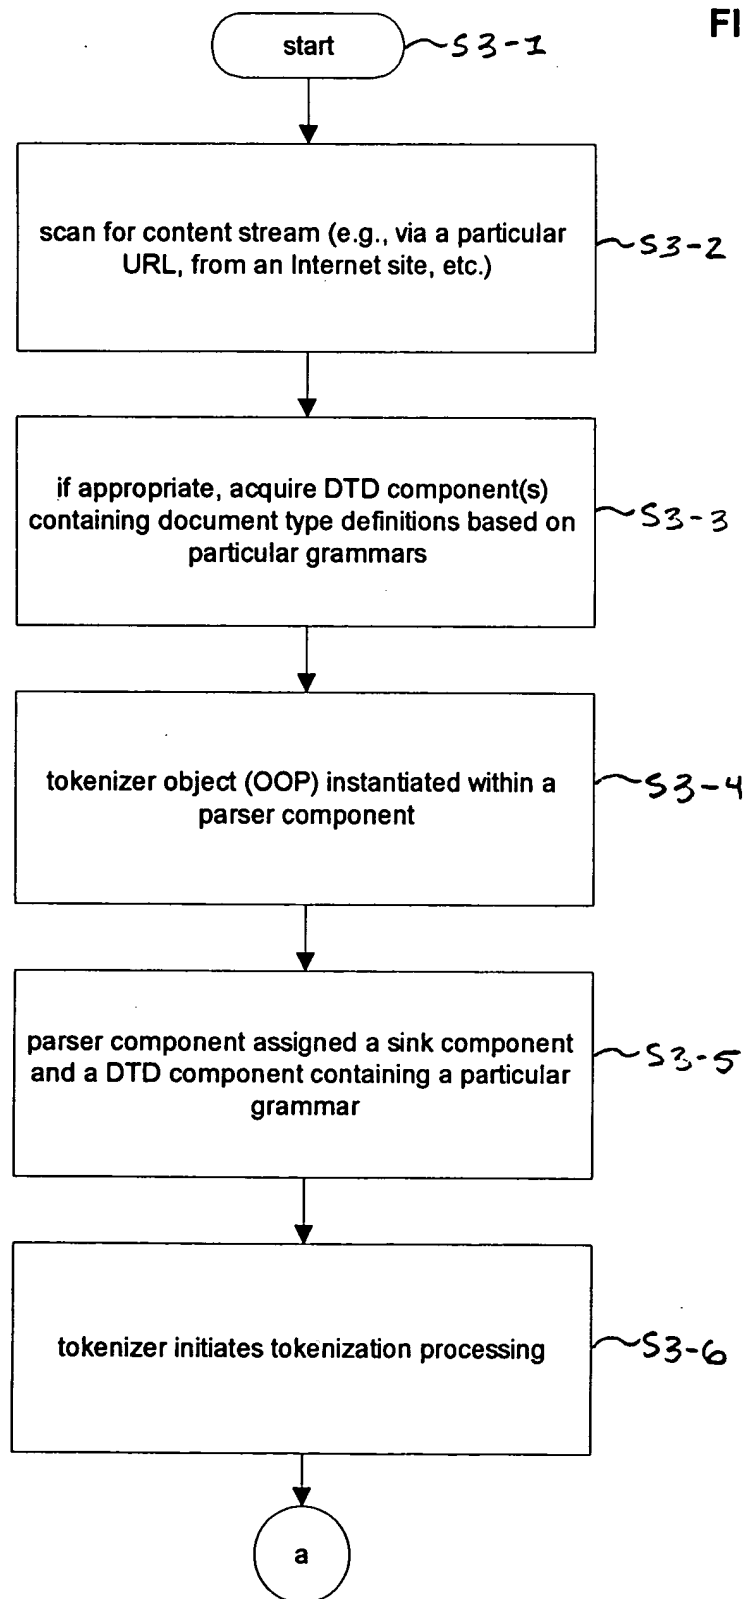 FI
start
S3-1
scan for content stream (e.g., via a particular
URL, from an Internet site, etc.)
S3-2
if appropriate, acquire DTD component(s)
containing document type definitions based on
particular grammars
S3-3
tokenizer object (OOP) instantiated within a
parser component
S3-4
parser component assigned a sink component
and a DTD component containing a particular
grammar
S3-5
tokenizer initiates tokenization processing
S3-6
a